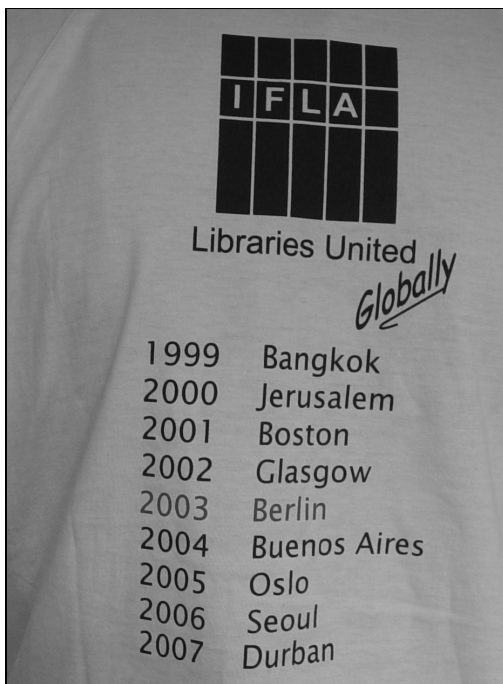 IFLA
Libraries United
Globally
1999 Bangkok
2000 Jerusalem
2001 Boston
2002 Glasgow
2003 Berlin
2004 Buenos Aires
2005 Oslo
2006 Seoul
2007 Durban